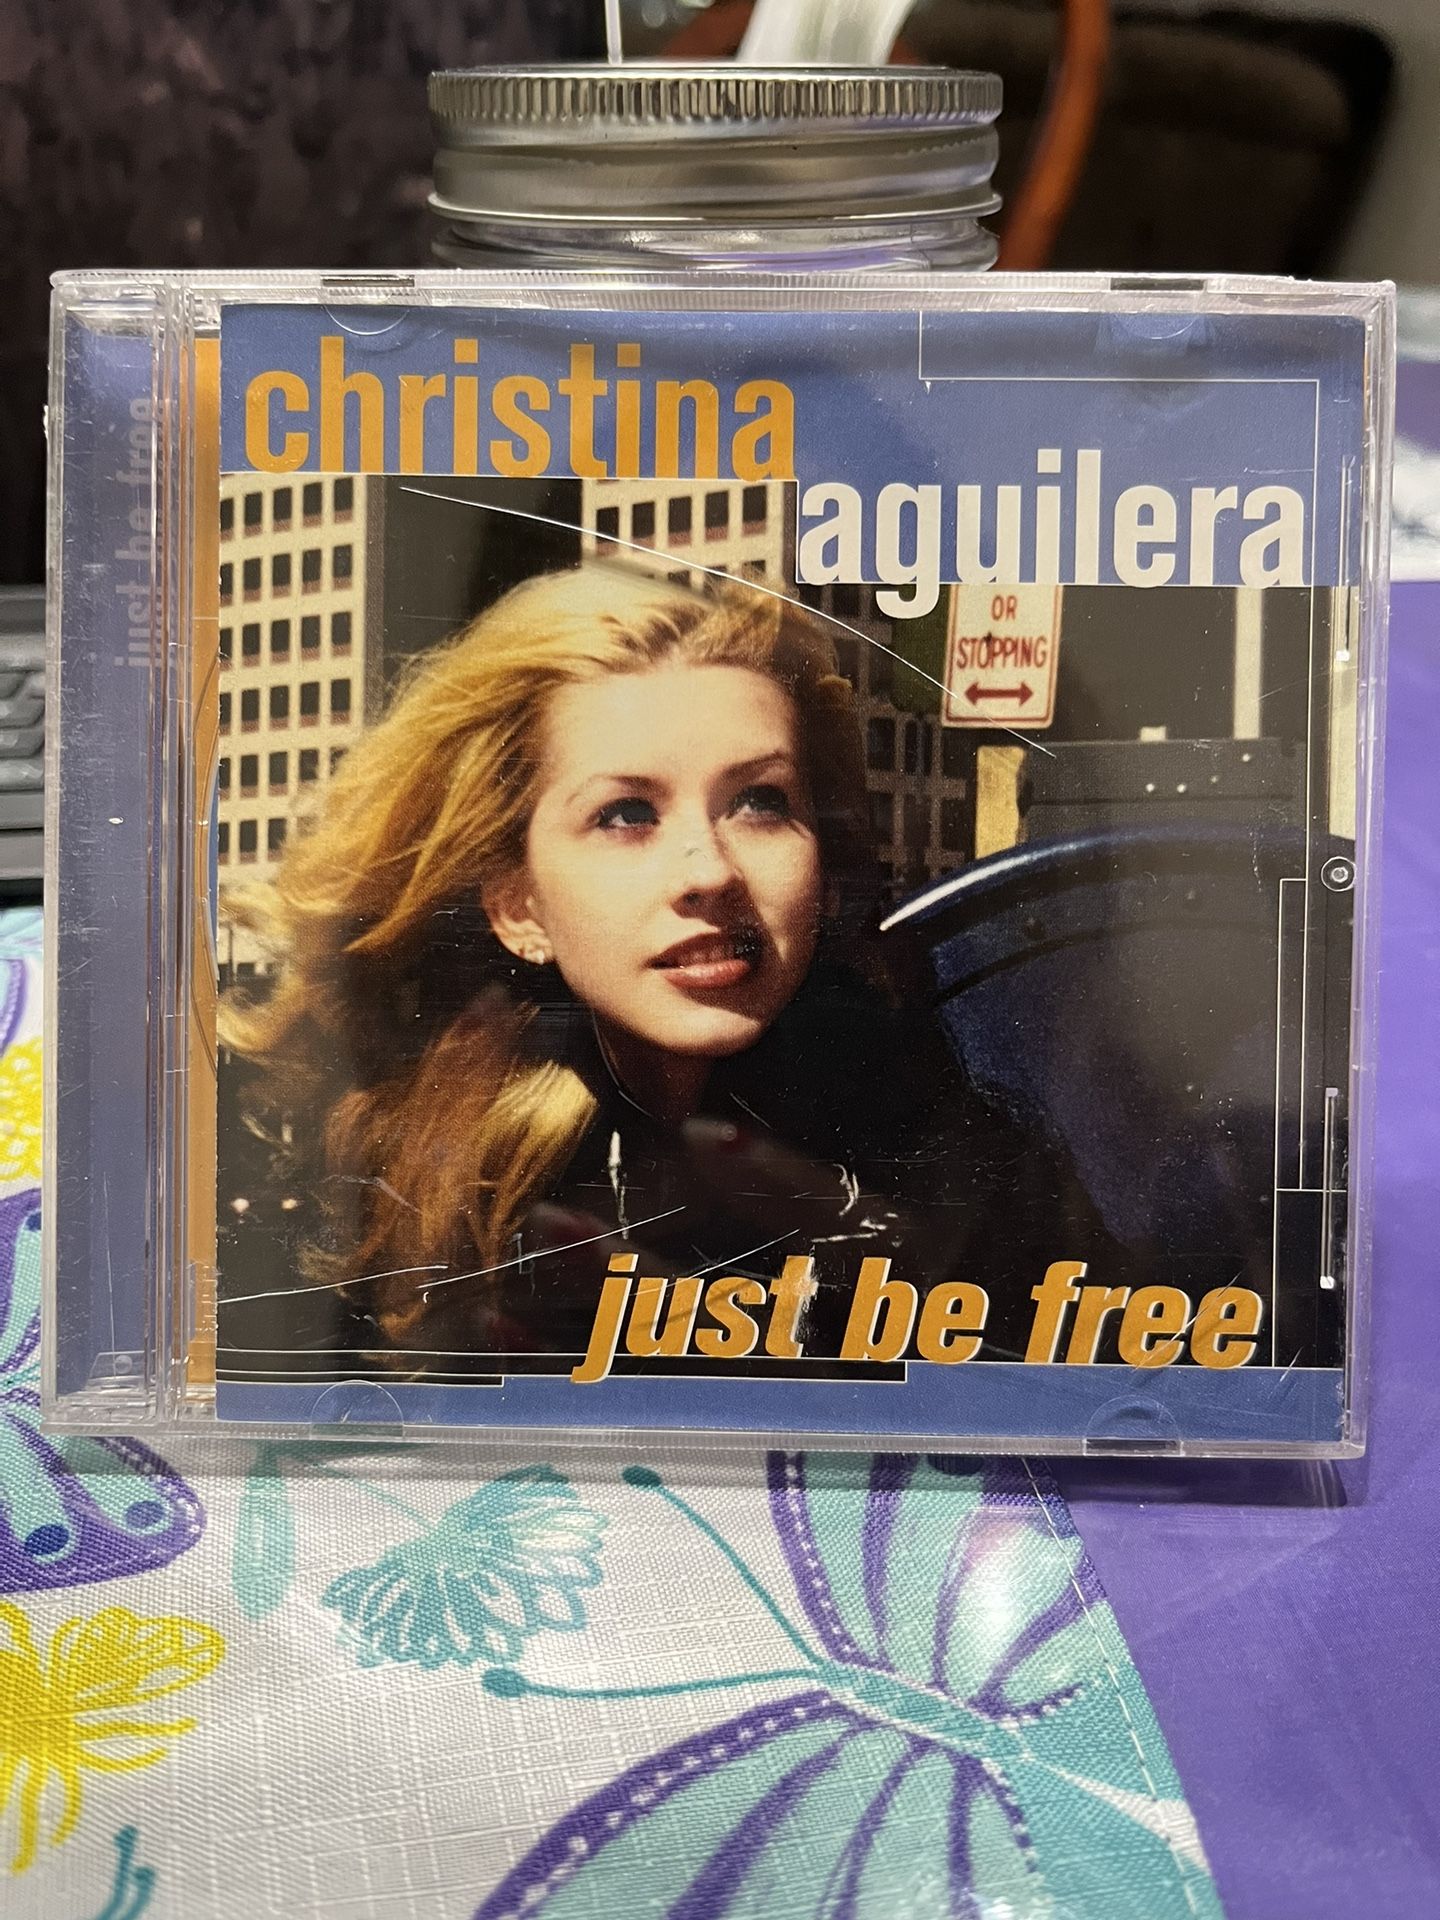 just be free
christina
aguilera
OR
STOPPING
just be free